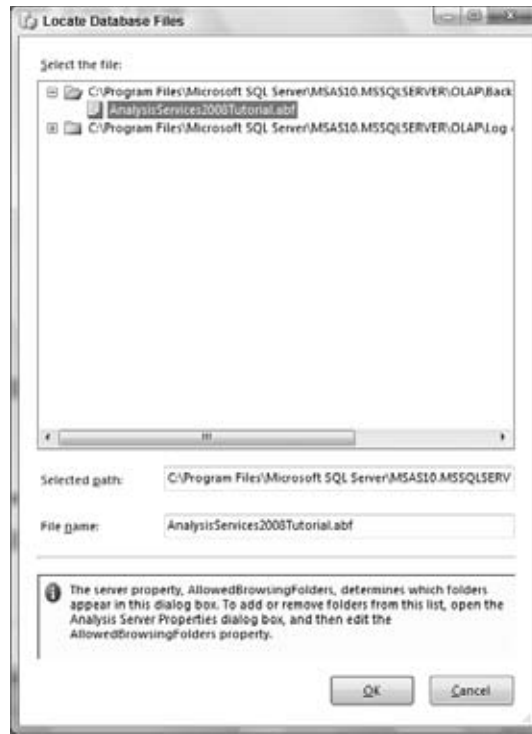 Locate Database Files
Select the file:
C:\Program Files\Microsoft SQL Server\MSAS10.MSSQLSERVER\OLAP\Back
AnalysisServices2008Tutorial.abf
C:\Program Files\Microsoft SQL Server\MSAS10.MSSQLSERVER\OLAP\Log
Selected path: C:\Program Files\Microsoft SQL Server\MSAS10.MSSQLSERV
File name: AnalysisServices2008Tutorial.abf
The server property, AllowedBrowsingFolders, determines which folders
appear in this dialog box. To add or remove folders from this list, open the
Analysis Server Properties dialog box, and then edit the
AllowedBrowsingFolders property.
OK Cancel